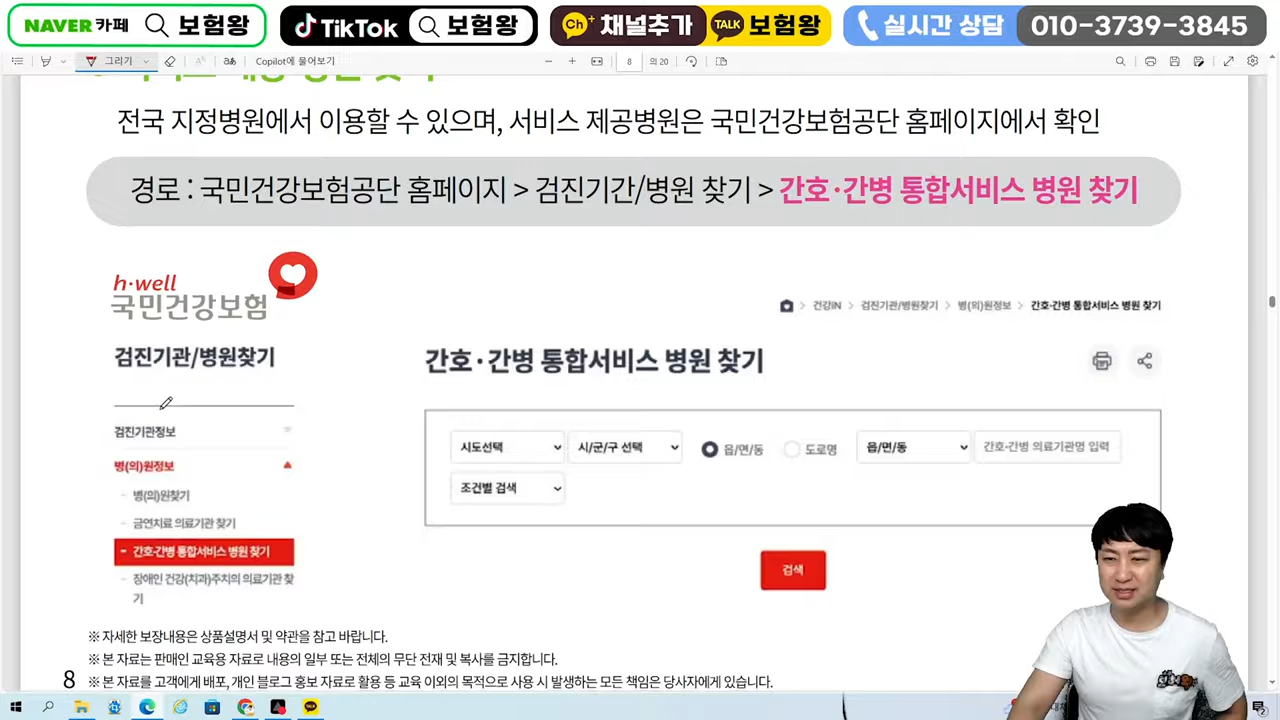 NAVER 카페 보험왕 TikTok 보험왕 Ch+ 채널추가 TALK 보험왕 실시간 상담 010-3739-3845
그리기 Copilot에 물어보기 8 의 20
전국 지정병원에서 이용할 수 있으며, 서비스 제공병원은 국민건강보험공단 홈페이지에서 확인
경로 : 국민건강보험공단 홈페이지 > 검진기간/병원 찾기 > 간호·간병 통합서비스 병원 찾기
h·well
국민건강보험
건강iN > 검진기관/병원찾기 > 병(의)원정보 > 간호·간병 통합서비스 병원 찾기
검진기관/병원찾기
간호·간병 통합서비스 병원 찾기
검진기관정보
병(의)원정보
- 병(의)원찾기
- 금연치료 의료기관 찾기
- 간호·간병 통합서비스 병원 찾기
- 장애인 건강(치과)주치의 의료기관 찾
기
시도선택 시/군/구 선택 읍/면/동 도로명 읍/면/동 간호·간병 의료기관명 입력
조건별 검색
검색
※ 자세한 보장내용은 상품설명서 및 약관을 참고 바랍니다.
※ 본 자료는 판매인 교육용 자료로 내용의 일부 또는 전체의 무단 전재 및 복사를 금지합니다.
8 ※ 본 자료를 고객에게 배포, 개인 블로그 홍보 자료로 활용 등 교육 이외의 목적으로 사용 시 발생하는 모든 책임은 당사자에게 있습니다.